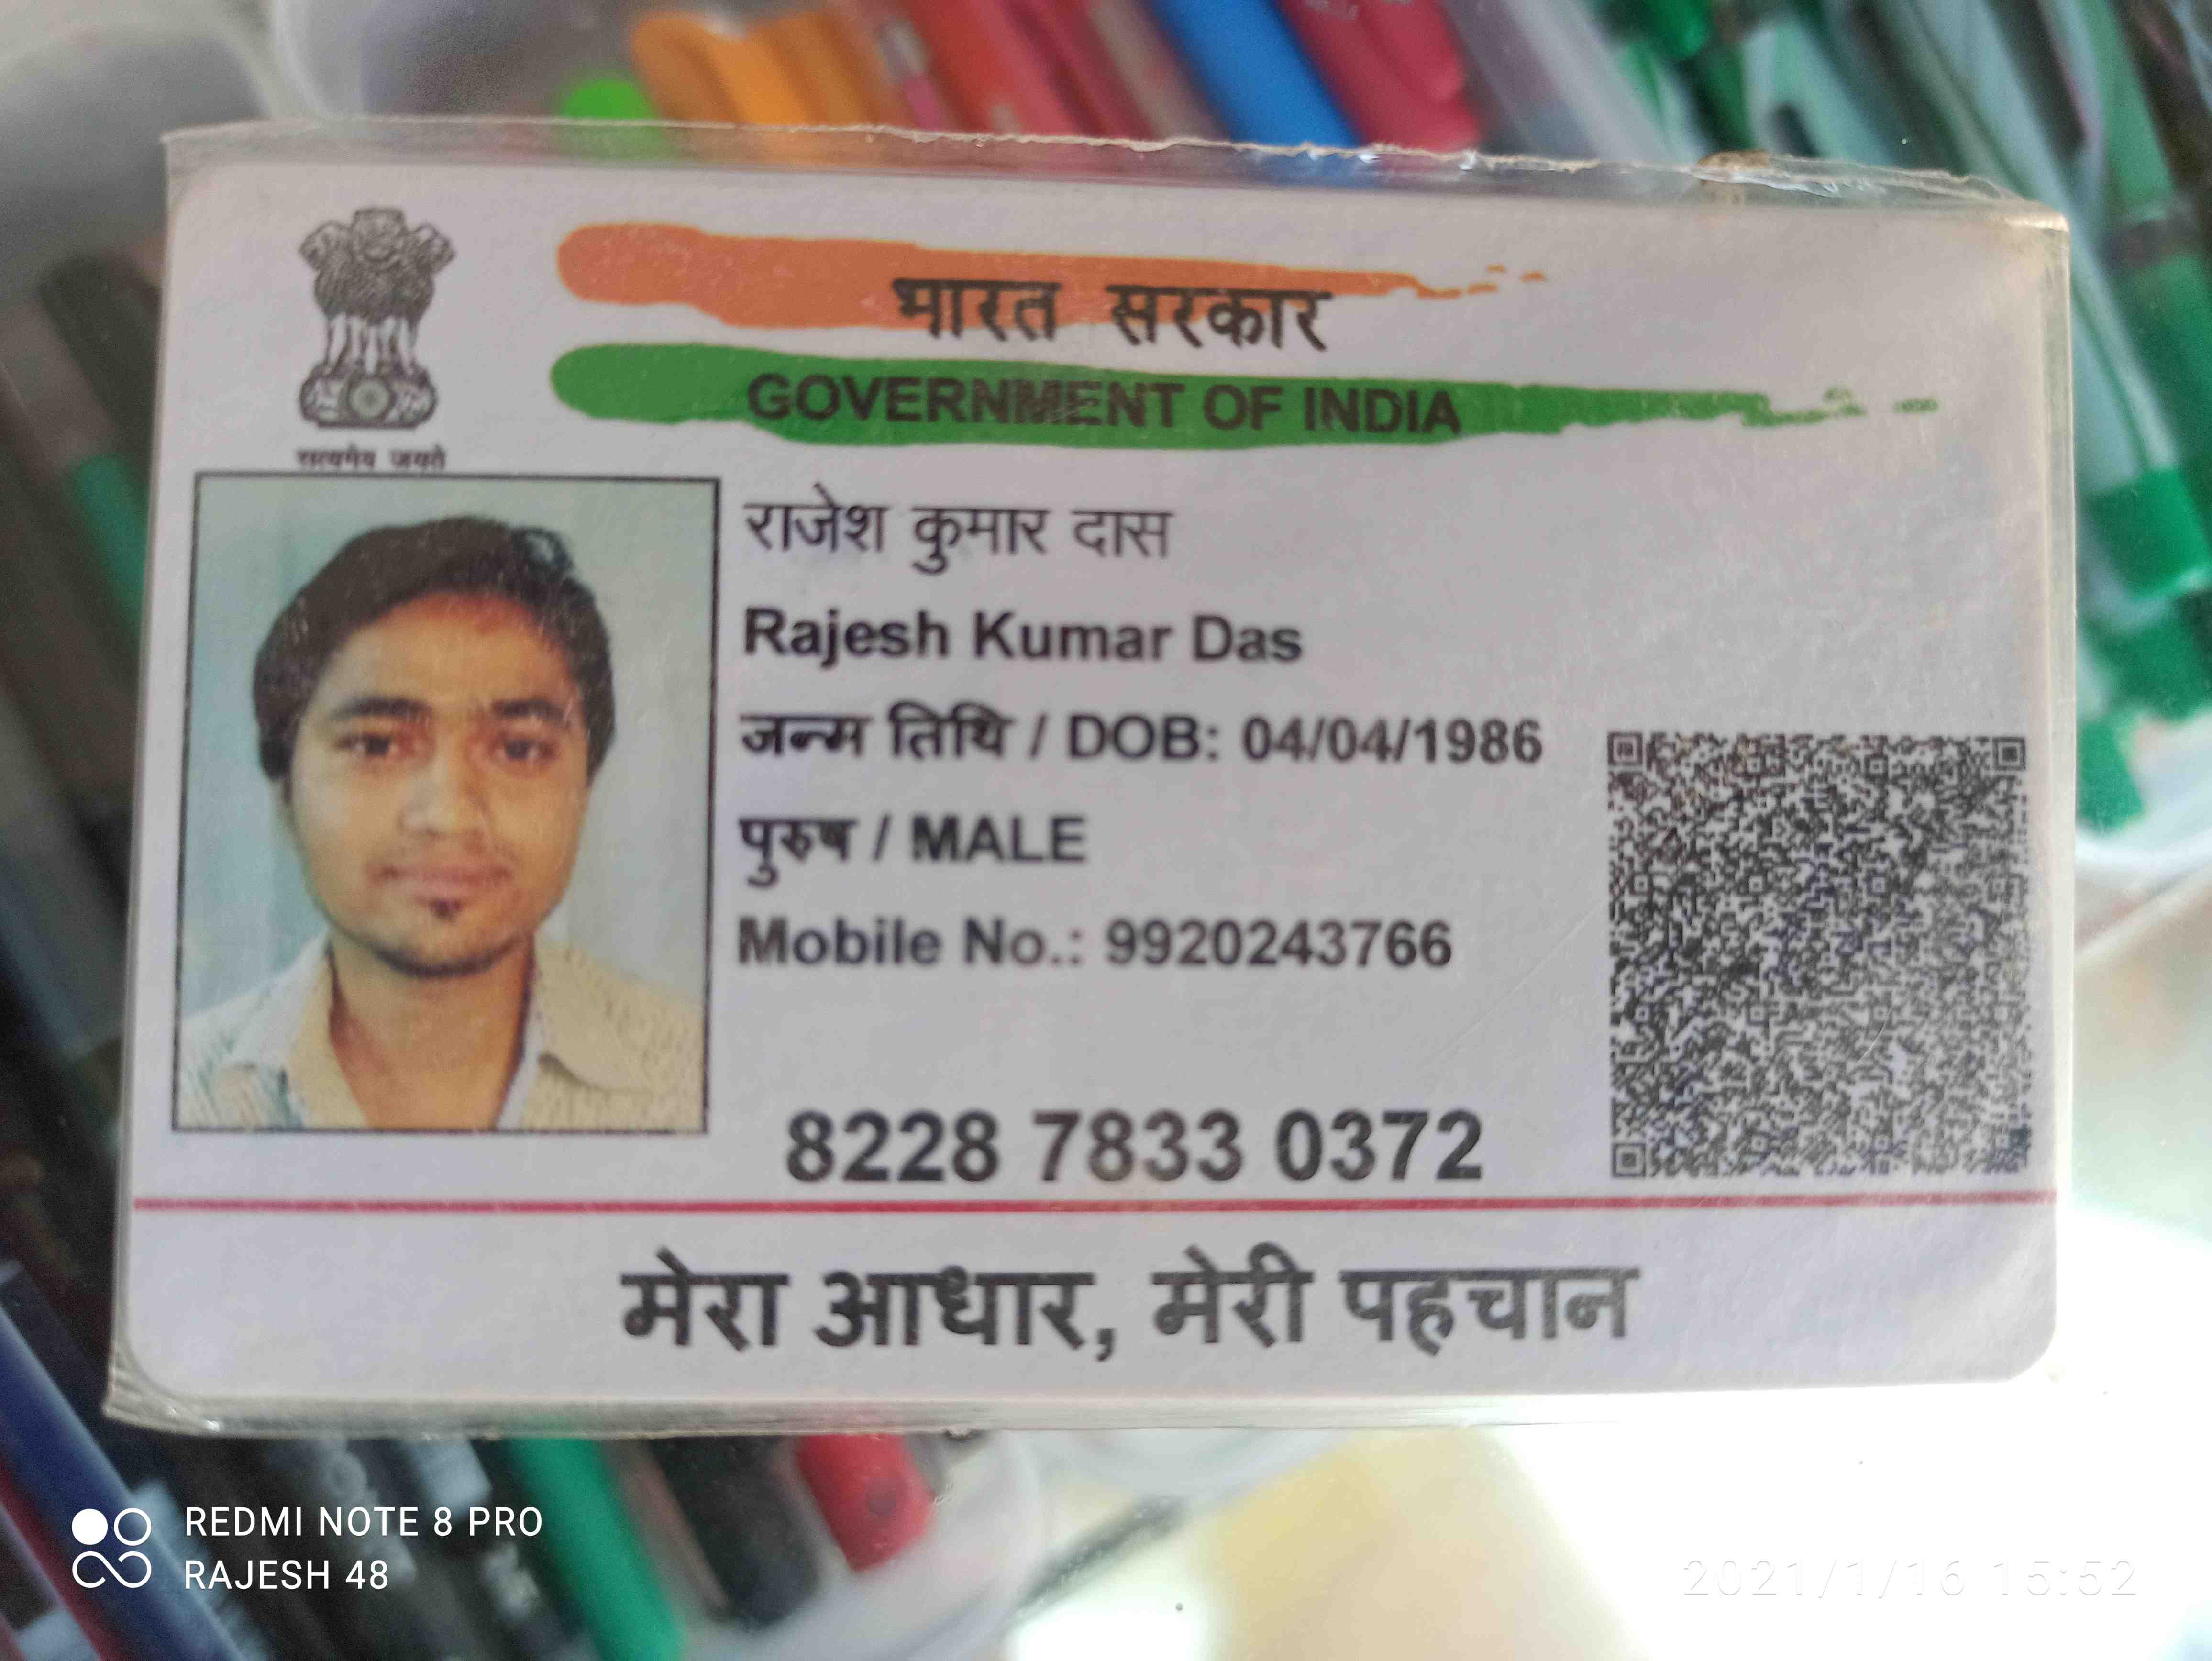 सत्यमेव जयते
भारत सरकार
GOVERNMENT OF INDIA
राजेश कुमार दास
Rajesh Kumar Das
जन्म तिथि / DOB: 04/04/1986
पुरुष / MALE
Mobile No.: 9920243766
8228 7833 0372
मेरा आधार, मेरी पहचान
REDMI NOTE 8 PRO
RAJESH 48
2021/1/16 15:52